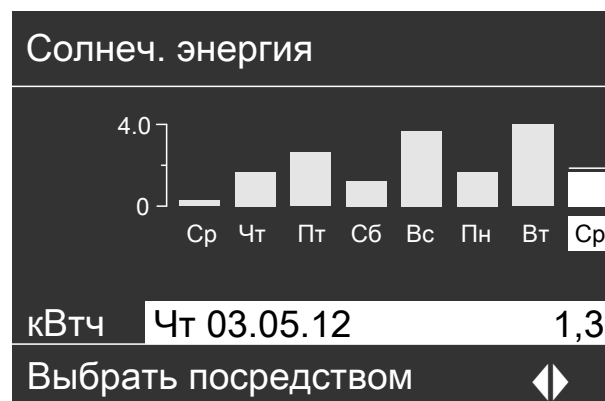 Солнеч. энергия
4.0
0
Ср Чт Пт Сб Вс Пн Вт Ср
кВтч Чт 03.05.12 1,3
Выбрать посредством